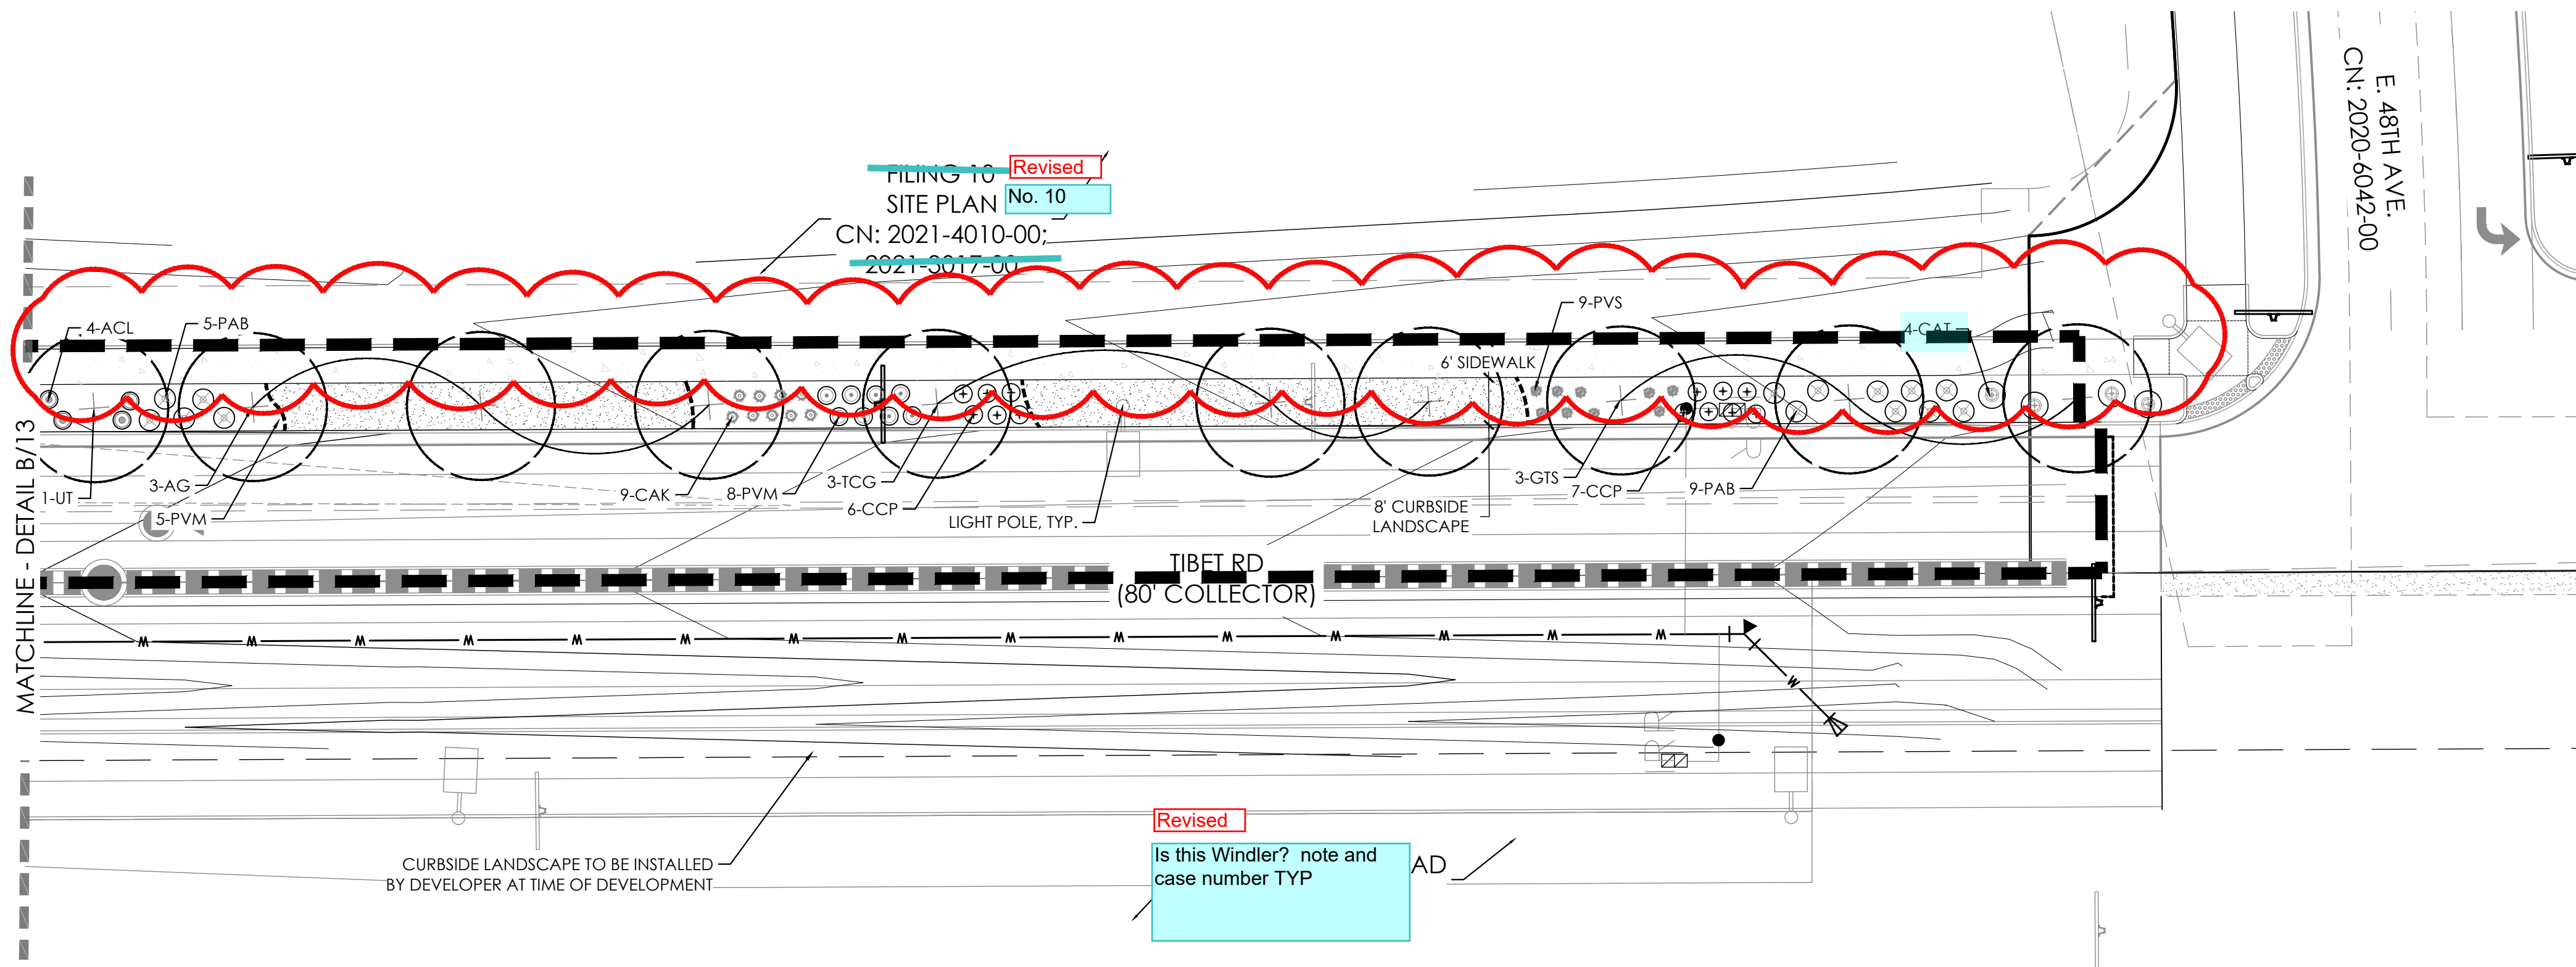 E. 48TH AVE.
CN: 2020-6042-00
FILING 10
Revised
SITE PLAN
No. 10
CN: 2021-4010-00;
2021-3017-00
9-PVS
4-ACL
5-PAB
4-CAT
6' SIDEWALK
MATCHLINE - DETAIL B/13
1-UT
3-AG
5-PVM
9-CAK
8-PVM
3-TCG
6-CCP
LIGHT POLE, TYP.
8' CURBSIDE
LANDSCAPE
3-GTS
7-CCP
9-PAB
TIBET RD
(80' COLLECTOR)
W W W W W W W W W W W W W W W W
W
Revised
Is this Windler? note and
case number TYP
AD
CURBSIDE LANDSCAPE TO BE INSTALLED
BY DEVELOPER AT TIME OF DEVELOPMENT